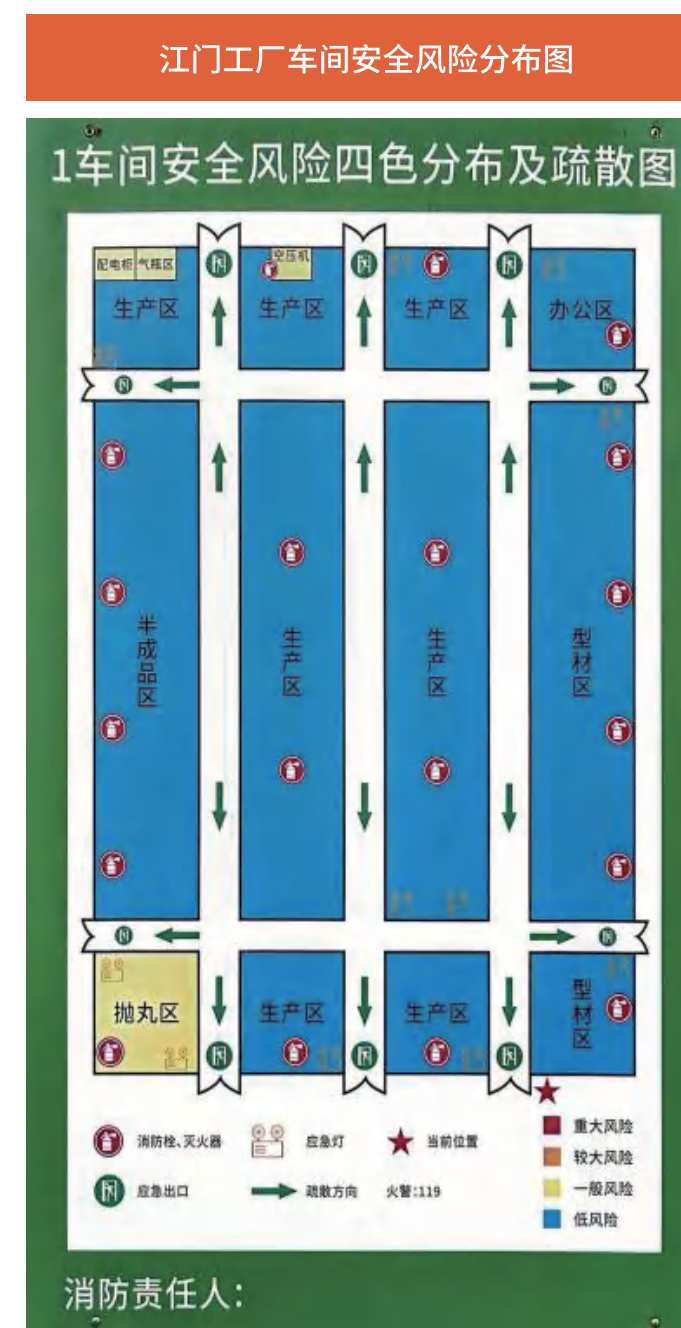 江门工厂车间安全风险分布图
1车间安全风险四色分布及疏散图
配电柜 气瓶区
空压机
生产区
生产区
生产区
办公区
半成品区
生产区
生产区
型材区
抛丸区
生产区
生产区
型材区
消防栓、灭火器
应急灯
当前位置
应急出口
疏散方向
火警:119
重大风险
较大风险
一般风险
低风险
消防责任人: